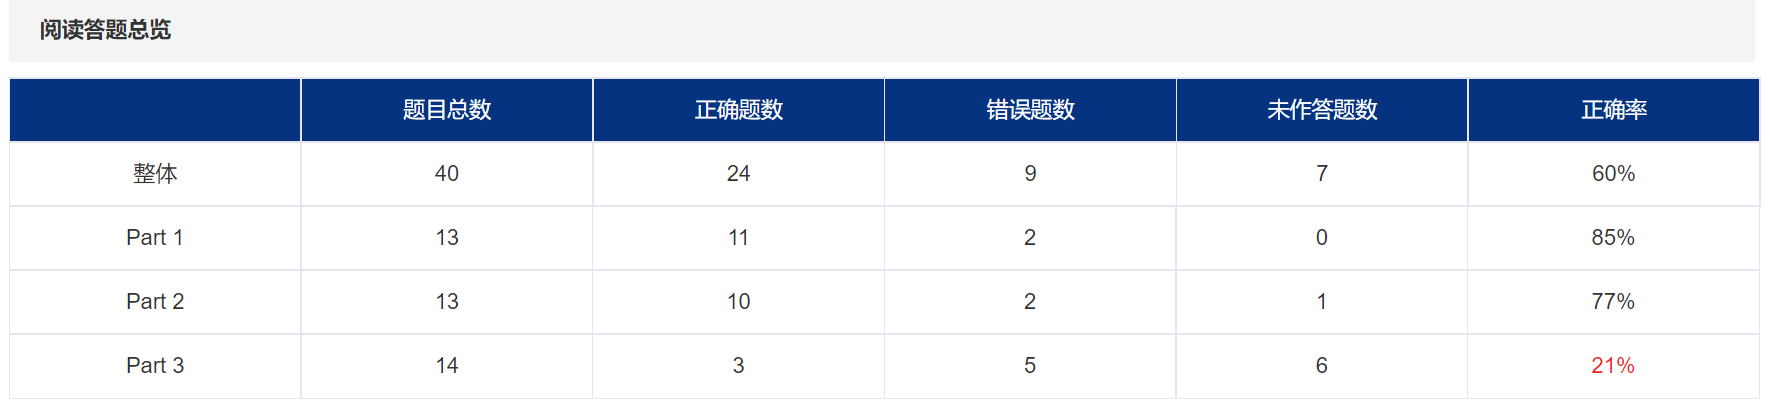 阅读答题总览
题目总数 正确题数 错误题数 未作答题数 正确率
整体 40 24 9 7 60%
Part 1 13 11 2 0 85%
Part 2 13 10 2 1 77%
Part 3 14 3 5 6 21%